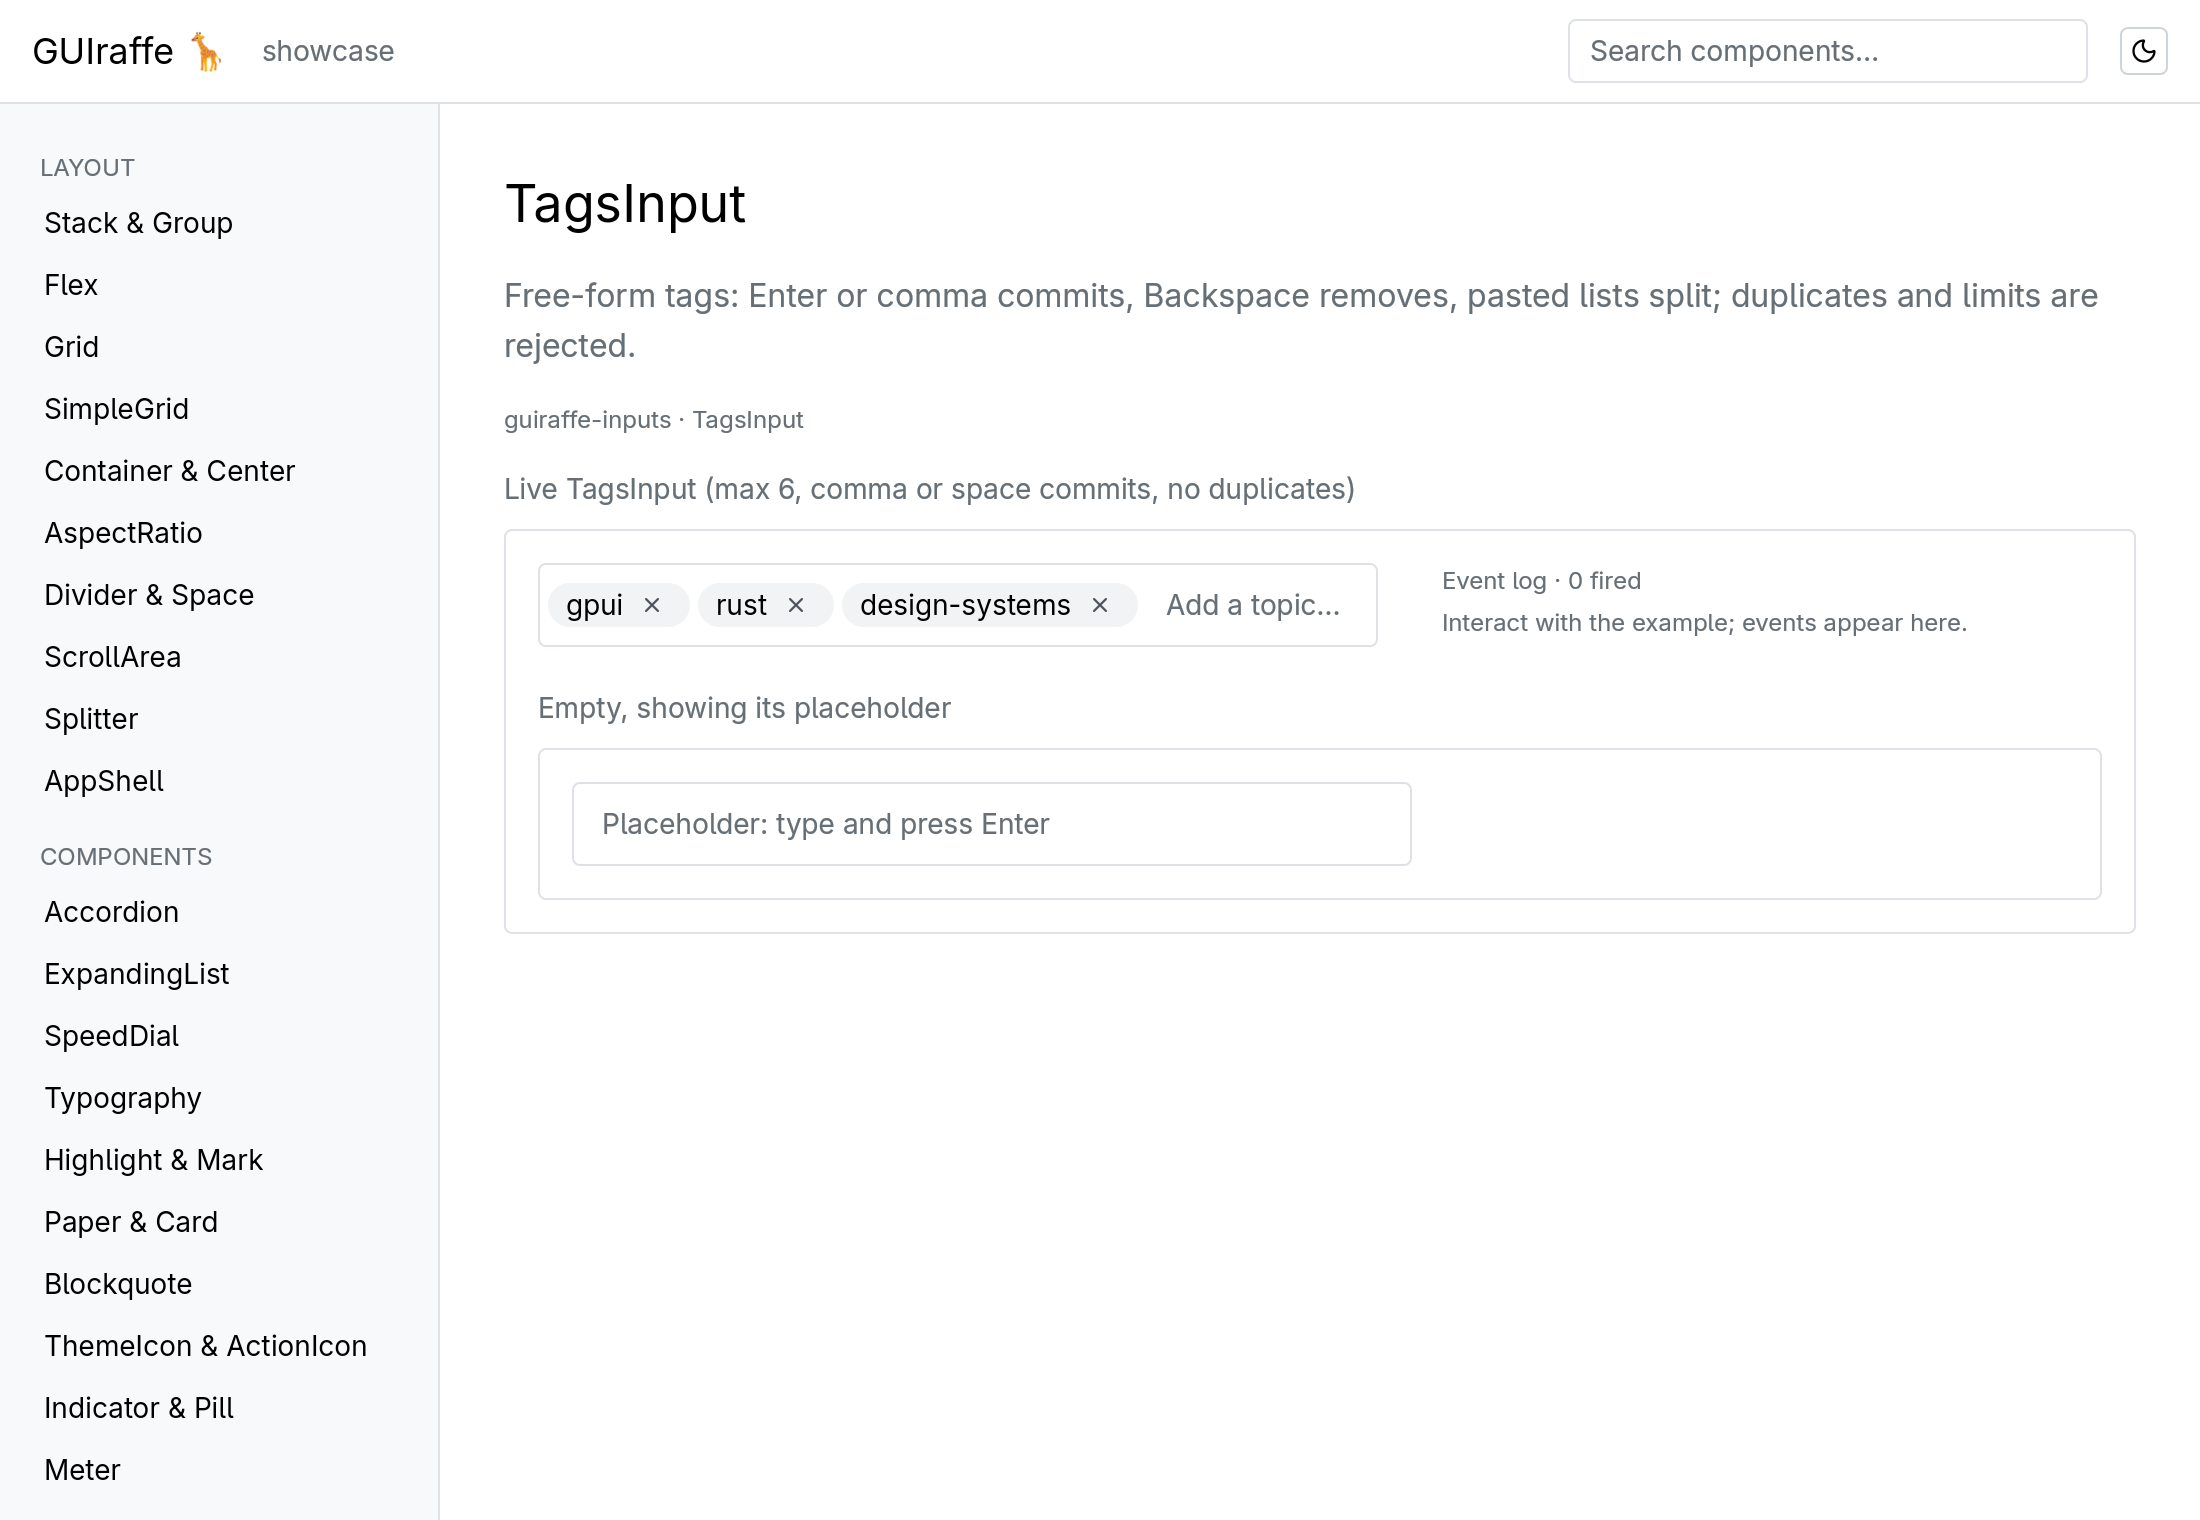 GUIraffe 🦒 showcase
Search components...
LAYOUT
Stack & Group
Flex
Grid
SimpleGrid
Container & Center
AspectRatio
Divider & Space
ScrollArea
Splitter
AppShell
COMPONENTS
Accordion
ExpandingList
SpeedDial
Typography
Highlight & Mark
Paper & Card
Blockquote
ThemeIcon & ActionIcon
Indicator & Pill
Meter
TagsInput
Free-form tags: Enter or comma commits, Backspace removes, pasted lists split; duplicates and limits are
rejected.
guiraffe-inputs · TagsInput
Live TagsInput (max 6, comma or space commits, no duplicates)
gpui × rust × design-systems × Add a topic...
Event log · 0 fired
Interact with the example; events appear here.
Empty, showing its placeholder
Placeholder: type and press Enter